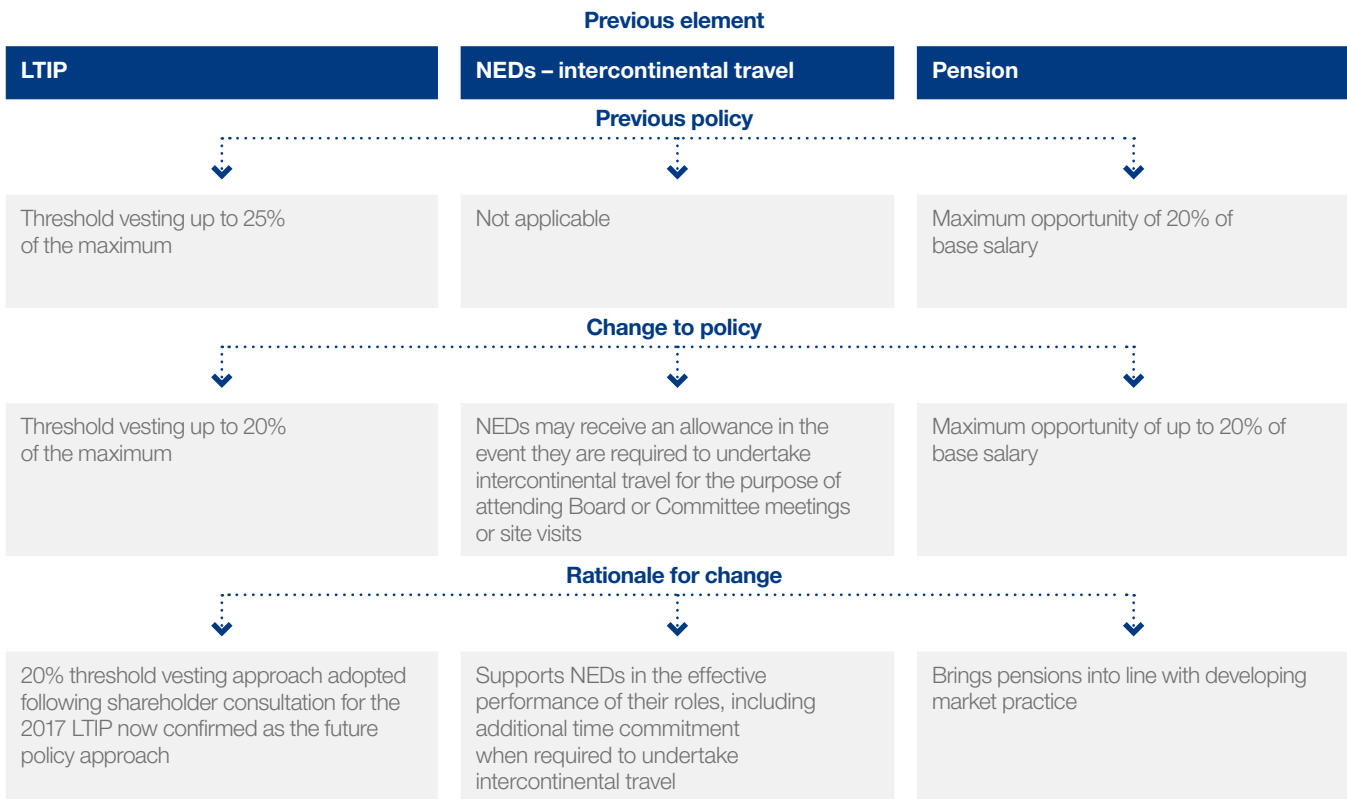 Previous element
LTIP
NEDs – intercontinental travel
Pension
Previous policy
Threshold vesting up to 25%
of the maximum
Not applicable
Maximum opportunity of 20% of
base salary
Change to policy
Threshold vesting up to 20%
of the maximum
NEDs may receive an allowance in the
event they are required to undertake
intercontinental travel for the purpose of
attending Board or Committee meetings
or site visits
Maximum opportunity of up to 20% of
base salary
Rationale for change
20% threshold vesting approach adopted
following shareholder consultation for the
2017 LTIP now confirmed as the future
policy approach
Supports NEDs in the effective
performance of their roles, including
additional time commitment
when required to undertake
intercontinental travel
Brings pensions into line with developing
market practice